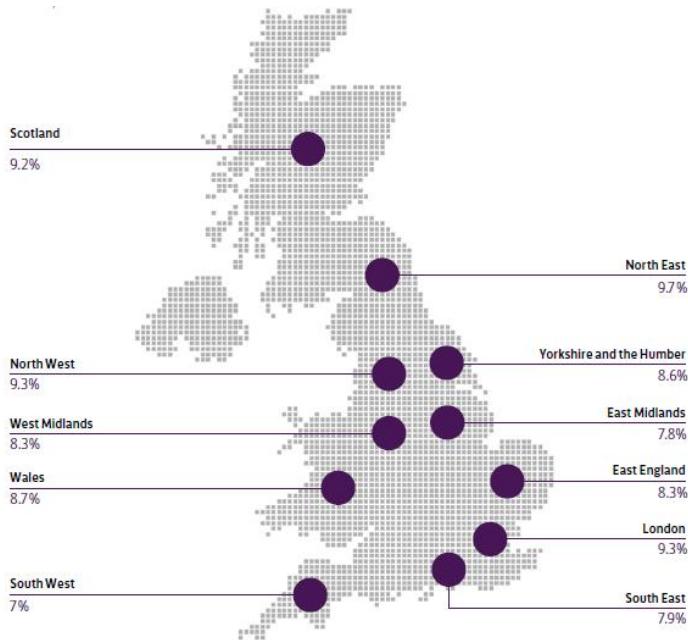 Scotland
9.2%
North East
9.7%
North West
9.3%
Yorkshire and the Humber
8.6%
West Midlands
8.3%
East Midlands
7.8%
Wales
8.7%
East England
8.3%
London
9.3%
South West
7%
South East
7.9%